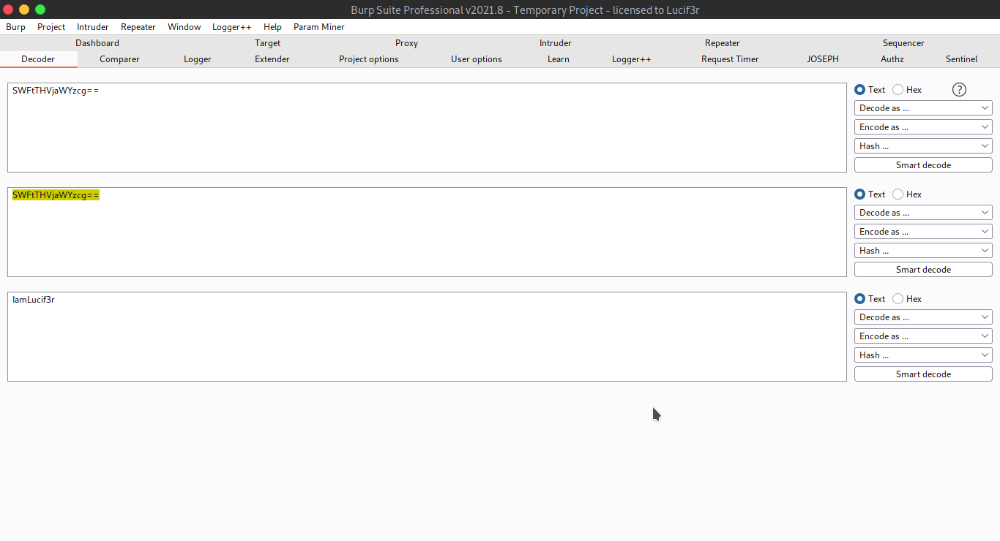 Burp Suite Professional v2021.8 - Temporary Project - licensed to Lucif3r
Burp Project Intruder Repeater Window Logger++ Help Param Miner
Dashboard Target Proxy Intruder Repeater Sequencer
Decoder Comparer Logger Extender Project options User options Learn Logger++ Request Timer JOSEPH Authz Sentinel
SWFtTHVjaWYzcg==
Text Hex ?
Decode as ...
Encode as ...
Hash ...
Smart decode
SWFtTHVjaWYzcg==
Text Hex
Decode as ...
Encode as ...
Hash ...
Smart decode
IamLucif3r
Text Hex
Decode as ...
Encode as ...
Hash ...
Smart decode